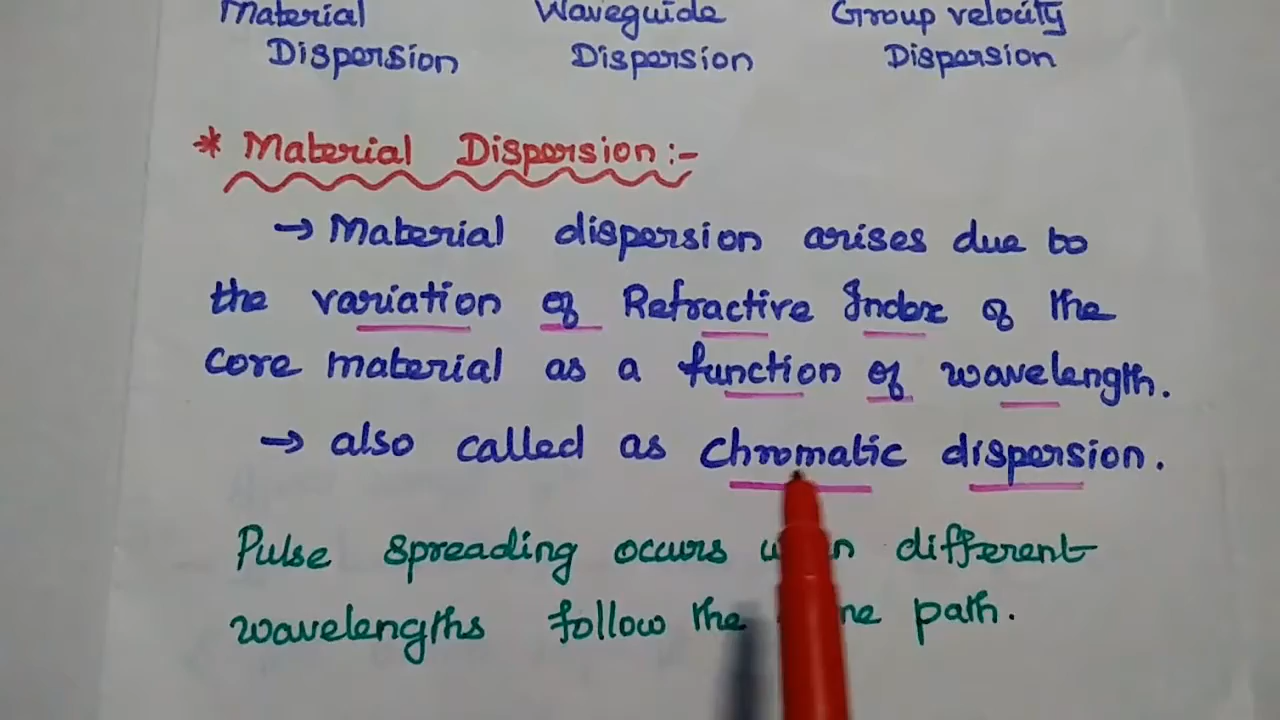 Material Waveguide Group velocity
Dispersion Dispersion Dispersion
* Material Dispersion :-
→ Material dispersion arises due to
the variation of Refractive Index of the
core material as a function of wavelength.
→ also called as chromatic dispersion.
Pulse spreading occurs different
wavelengths follow the path.